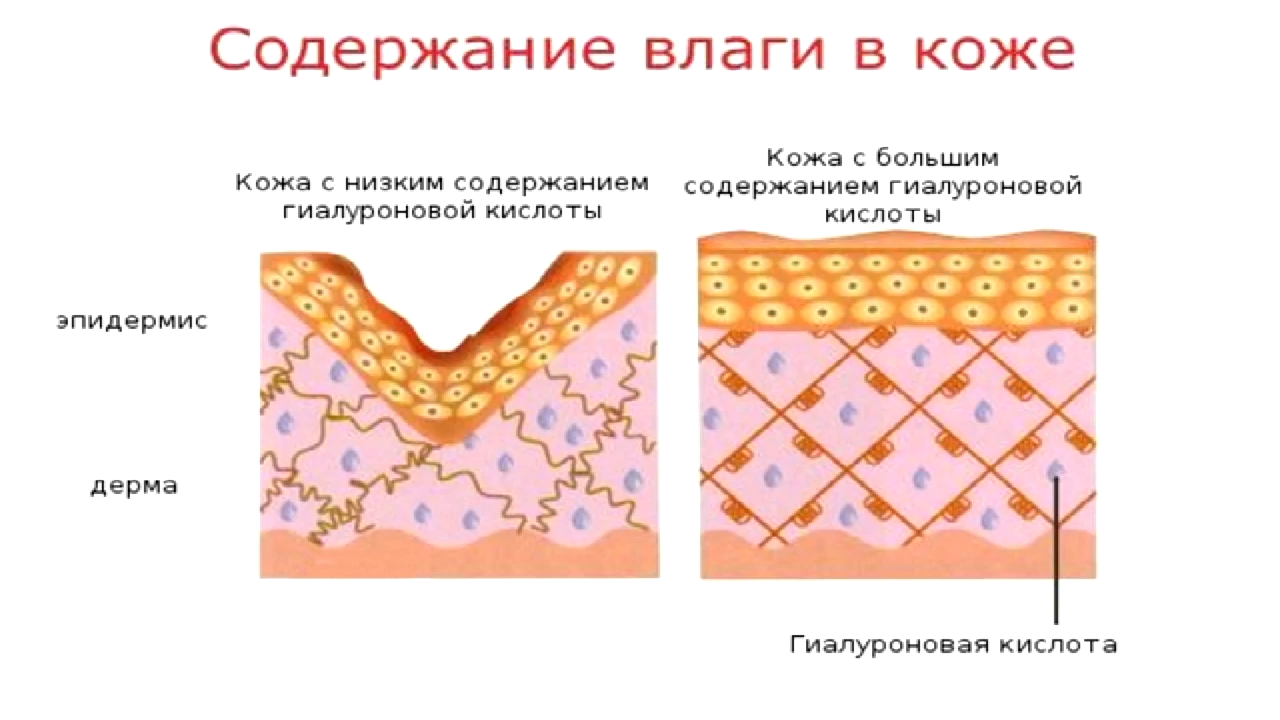 Содержание влаги в коже
Кожа с низким содержанием
гиалуроновой кислоты
Кожа с большим
содержанием гиалуроновой
кислоты
эпидермис
дерма
Гиалуроновая кислота